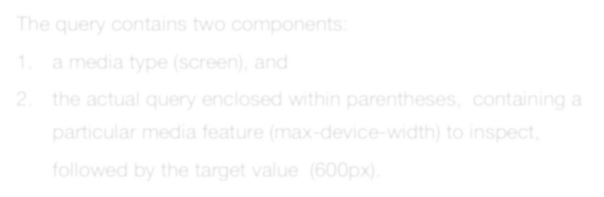 The query contains two components:
1. a media type (screen), and
2. the actual query enclosed within parentheses, containing a
particular media feature (max-device-width) to inspect,
followed by the target value (600px).